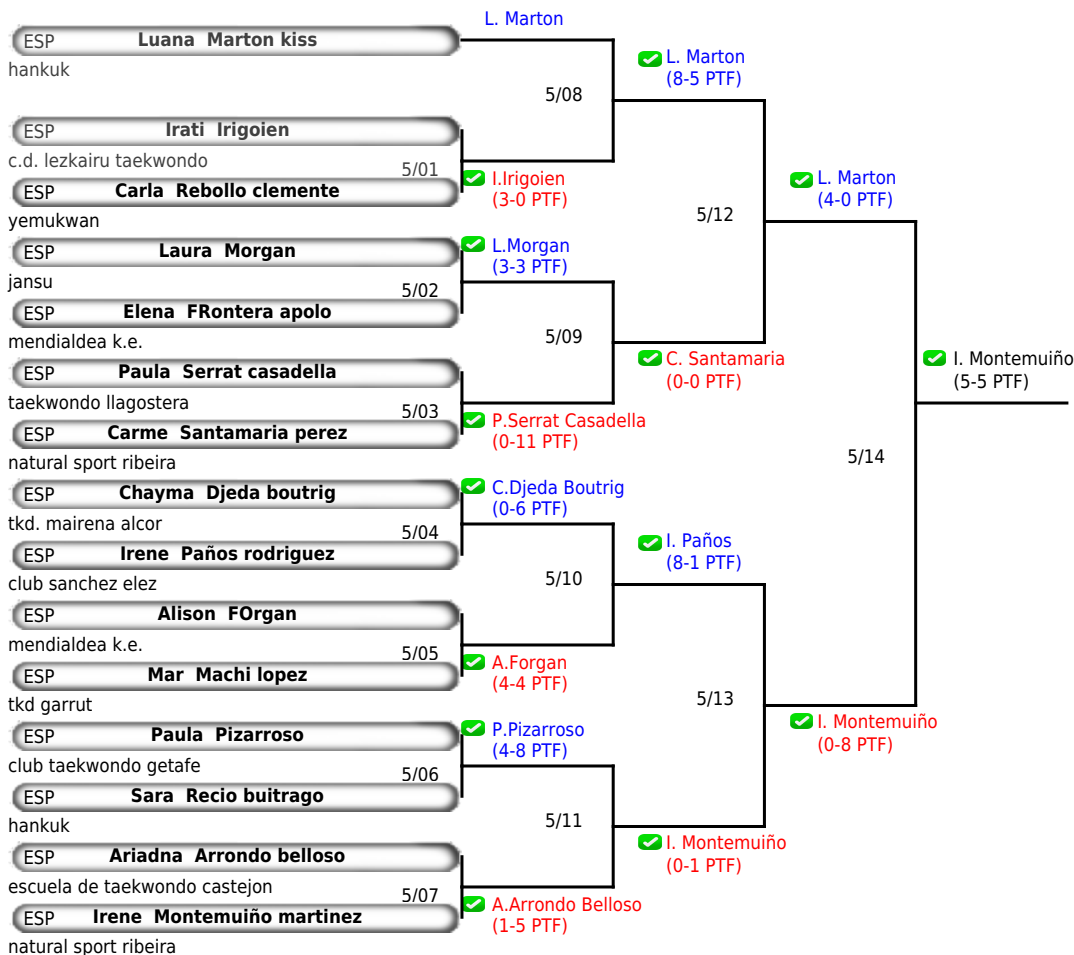 L. Marton
ESP Luana Marton kiss
hankuk
L. Marton
(8-5 PTF)
5/08
ESP Irati Irigoien
c.d. lezkairu taekwondo
5/01
I.Irigoien
(3-0 PTF)
L. Marton
(4-0 PTF)
ESP Carla Rebollo clemente
yemukwan
5/12
ESP Laura Morgan
L.Morgan
(3-3 PTF)
jansu
5/02
ESP Elena FRontera apolo
mendialdea k.e.
5/09
C. Santamaria
(0-0 PTF)
I. Montemuiño
(5-5 PTF)
ESP Paula Serrat casadella
taekwondo llagostera
5/03
P.Serrat Casadella
(0-11 PTF)
ESP Carme Santamaria perez
natural sport ribeira
5/14
ESP Chayma Djeda boutrig
C.Djeda Boutrig
(0-6 PTF)
tkd. mairena alcor
5/04
I. Paños
(8-1 PTF)
ESP Irene Paños rodriguez
club sanchez elez
5/10
ESP Alison FOrgan
mendialdea k.e.
5/05
A.Forgan
(4-4 PTF)
ESP Mar Machi lopez
tkd garrut
5/13
I. Montemuiño
(0-8 PTF)
ESP Paula Pizarroso
P.Pizarroso
(4-8 PTF)
club taekwondo getafe
5/06
ESP Sara Recio buitrago
hankuk
5/11
I. Montemuiño
(0-1 PTF)
ESP Ariadna Arrondo belloso
escuela de taekwondo castejon
5/07
A.Arrondo Belloso
(1-5 PTF)
ESP Irene Montemuiño martinez
natural sport ribeira